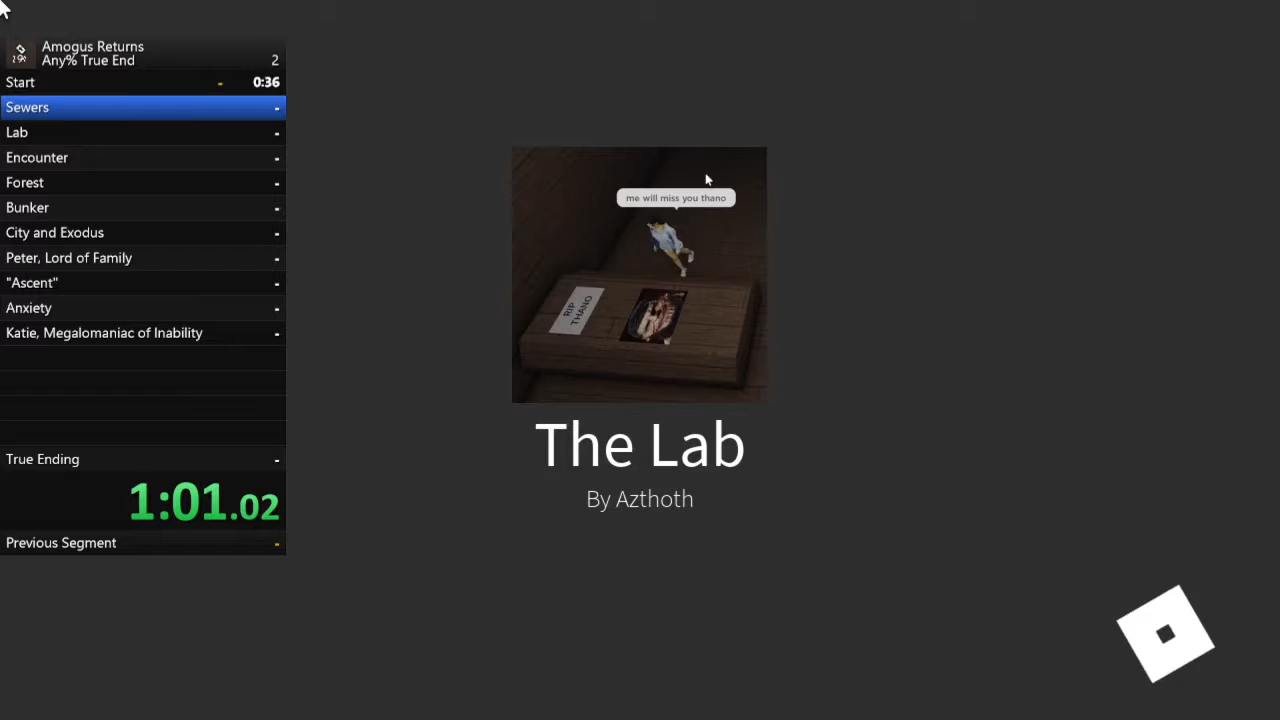 Amogus Returns
Any% True End 2
Start - 0:36
Sewers -
Lab -
Encounter -
Forest -
Bunker -
City and Exodus -
Peter, Lord of Family -
"Ascent" -
Anxiety -
Katie, Megalomaniac of Inability -
True Ending -
1:01.02
Previous Segment -
me will miss you thano
RIP
THANO
The Lab
By Azthoth